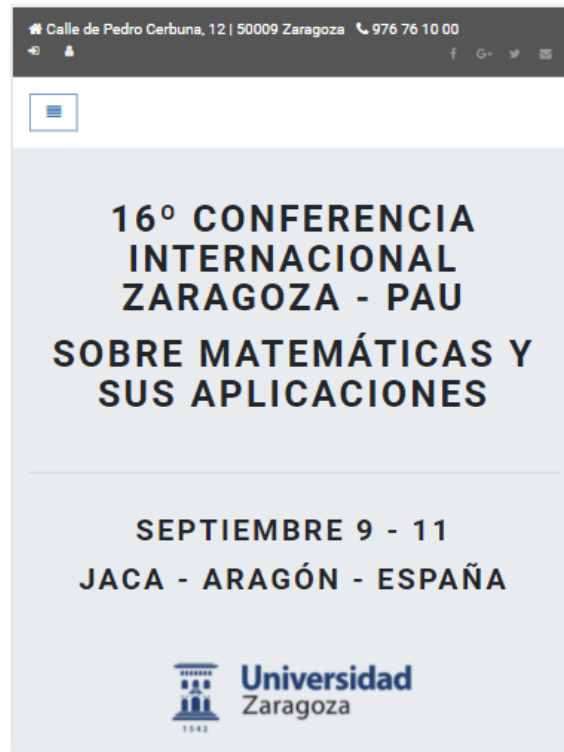 Calle de Pedro Cerbuna, 12 | 50009 Zaragoza 976 76 10 00
f G+
16º CONFERENCIA
INTERNACIONAL
ZARAGOZA - PAU
SOBRE MATEMÁTICAS Y
SUS APLICACIONES
SEPTIEMBRE 9 - 11
JACA - ARAGÓN - ESPAÑA
Universidad
Zaragoza
1542